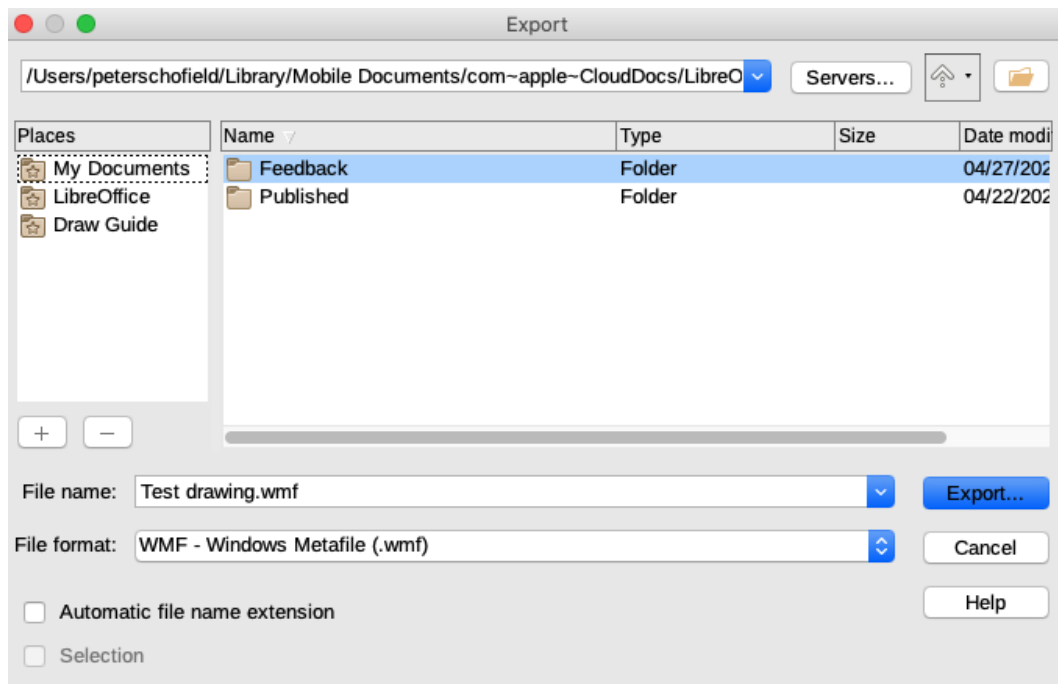 Export
/Users/peterschofield/Library/Mobile Documents/com~apple~CloudDocs/LibreO
Servers...
Places
Name Type Size Date modi
My Documents
LibreOffice
Draw Guide
Feedback Folder 04/27/202
Published Folder 04/22/202
File name: Test drawing.wmf
Export...
File format: WMF - Windows Metafile (.wmf)
Cancel
Automatic file name extension
Help
Selection